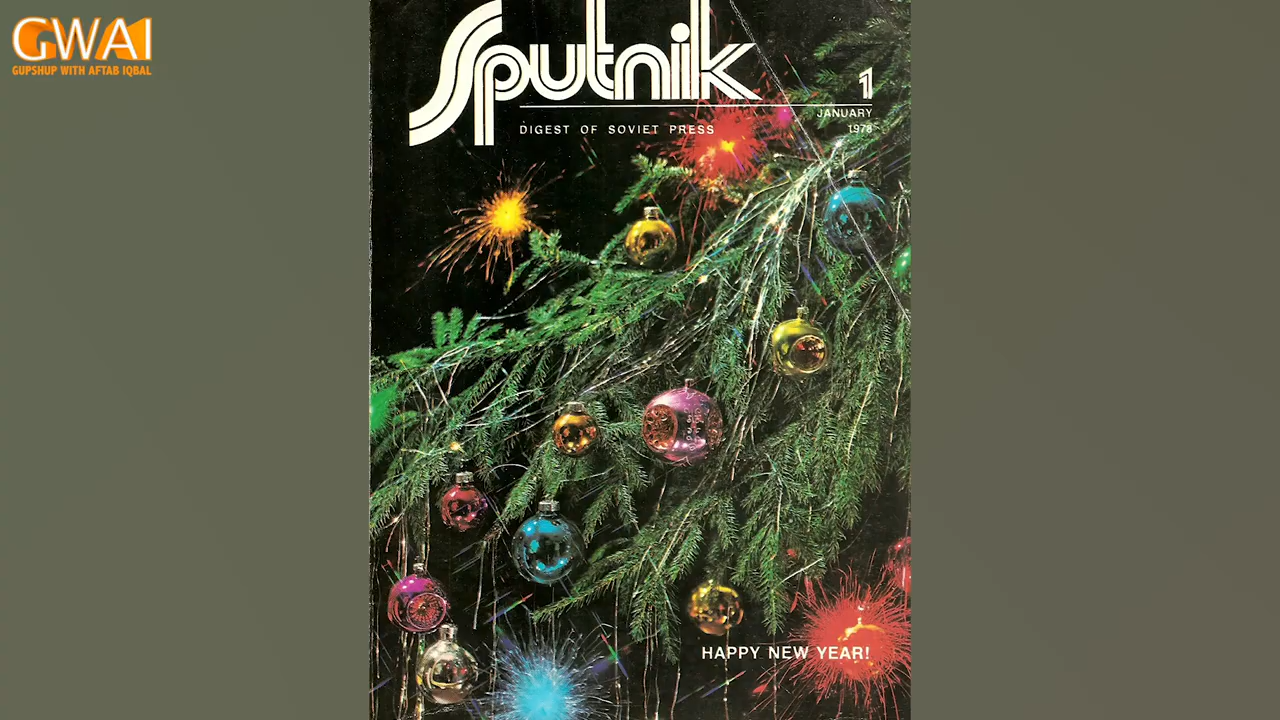 GWAI
GUPSHUP WITH AFTAB IQBAL
Sputnik
1
JANUARY
1978
DIGEST OF SOVIET PRESS
HAPPY NEW YEAR!